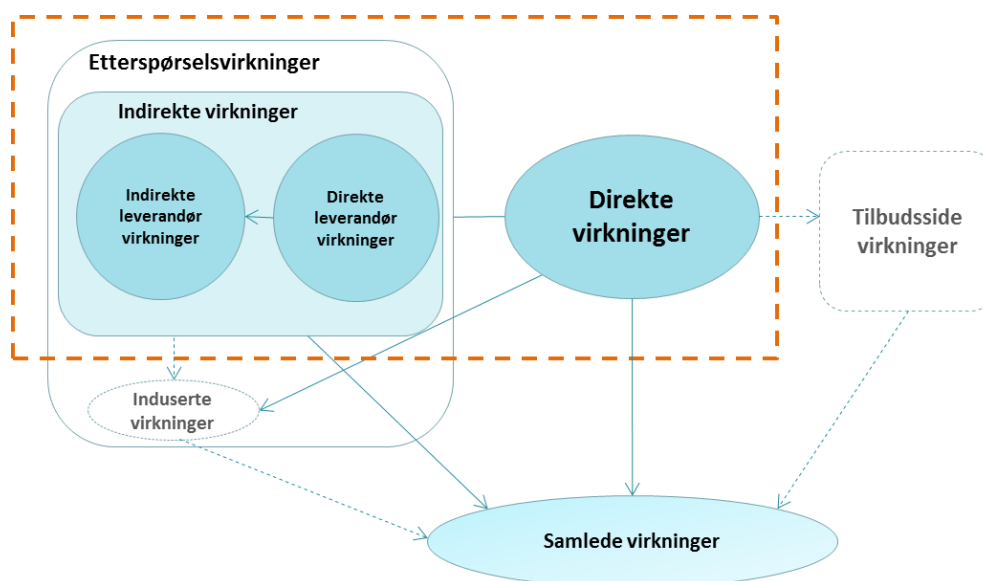 Etterspørselsvirkninger
Indirekte virkninger
Indirekte
leverandør
virkninger
Direkte
leverandør
virkninger
Direkte
virkninger
Tilbudsside
virkninger
Induserte
virkninger
Samlede virkninger